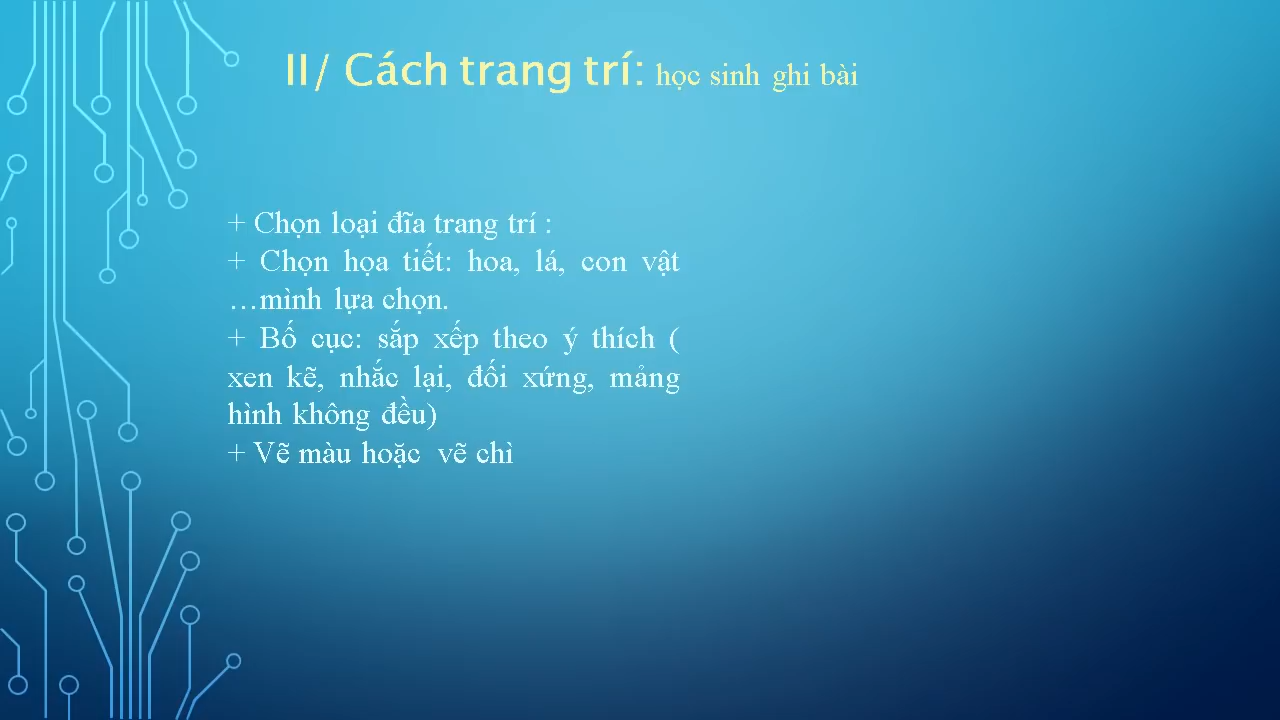 II/ Cách trang trí: học sinh ghi bài
+ Chọn loại đĩa trang trí :
+ Chọn họa tiết: hoa, lá, con vật
…mình lựa chọn.
+ Bố cục: sắp xếp theo ý thích (
xen kẽ, nhắc lại, đối xứng, mảng
hình không đều)
+ Vẽ màu hoặc vẽ chì